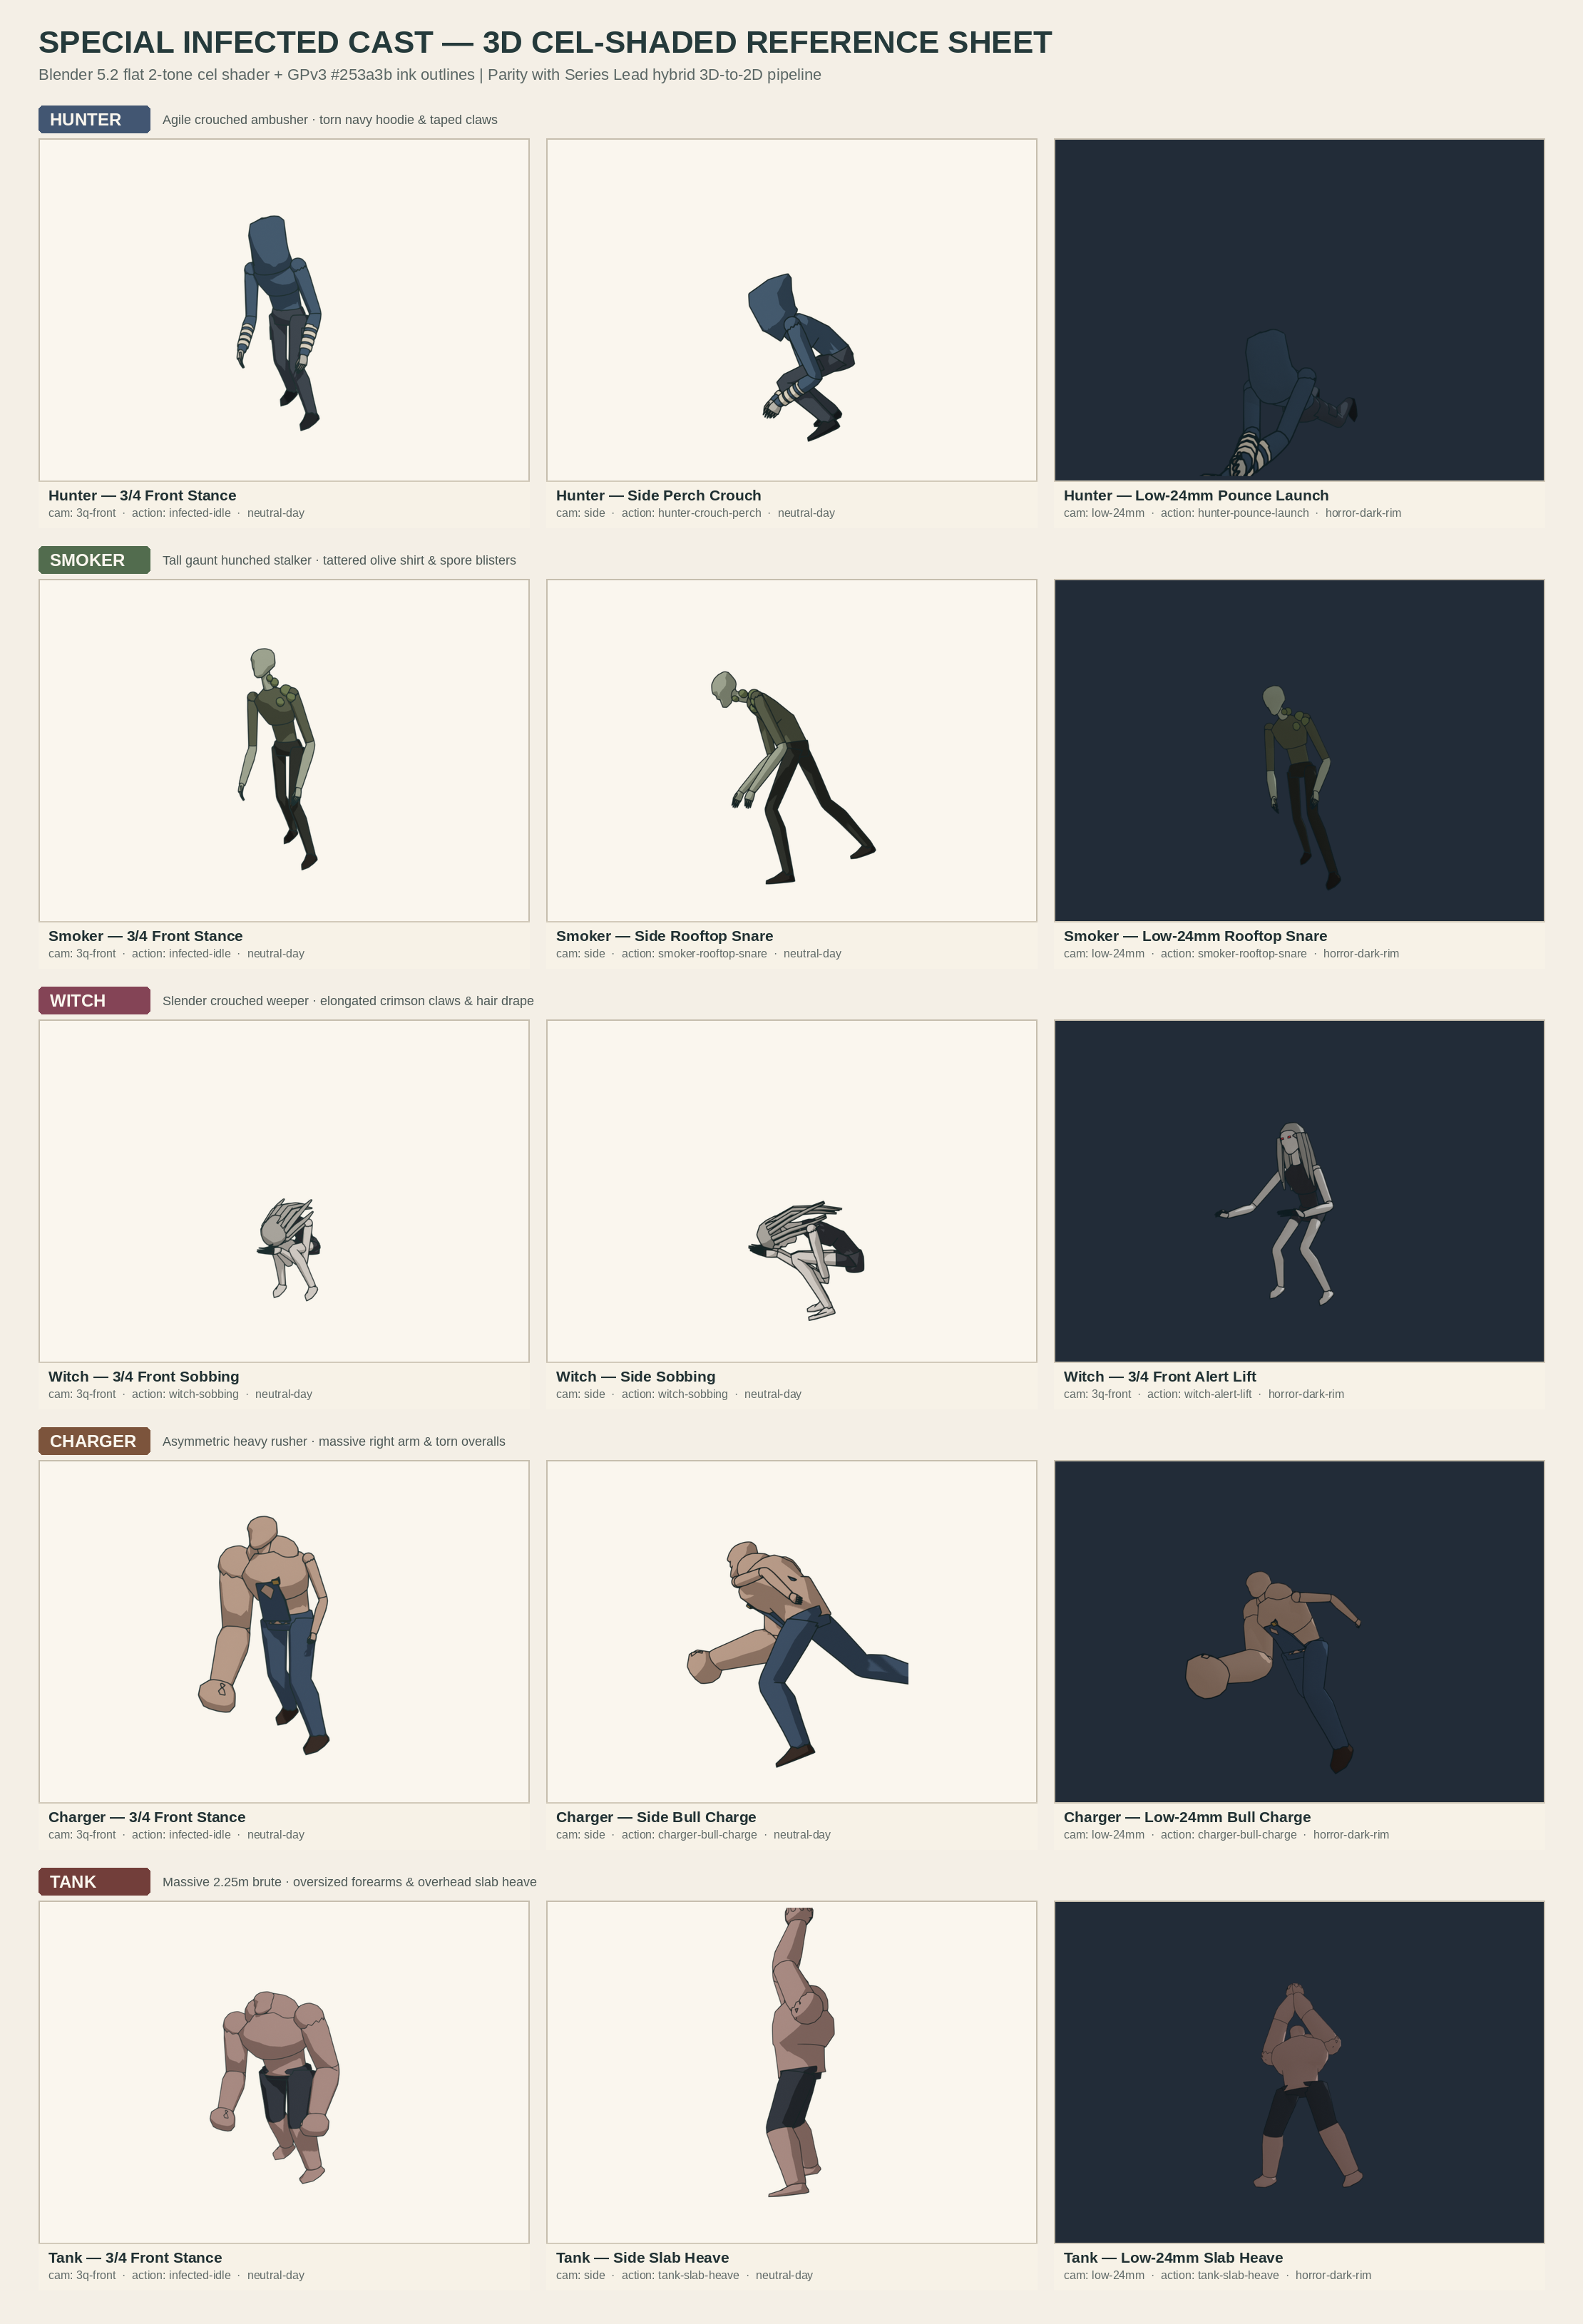 SPECIAL INFECTED CAST — 3D CEL-SHADED REFERENCE SHEET
Blender 5.2 flat 2-tone cel shader + GPv3 #253a3b ink outlines | Parity with Series Lead hybrid 3D-to-2D pipeline
HUNTER Agile crouched ambusher · torn navy hoodie & taped claws
Hunter — 3/4 Front Stance
cam: 3q-front · action: infected-idle · neutral-day
Hunter — Side Perch Crouch
cam: side · action: hunter-crouch-perch · neutral-day
Hunter — Low-24mm Pounce Launch
cam: low-24mm · action: hunter-pounce-launch · horror-dark-rim
SMOKER Tall gaunt hunched stalker · tattered olive shirt & spore blisters
Smoker — 3/4 Front Stance
cam: 3q-front · action: infected-idle · neutral-day
Smoker — Side Rooftop Snare
cam: side · action: smoker-rooftop-snare · neutral-day
Smoker — Low-24mm Rooftop Snare
cam: low-24mm · action: smoker-rooftop-snare · horror-dark-rim
WITCH Slender crouched weeper · elongated crimson claws & hair drape
Witch — 3/4 Front Sobbing
cam: 3q-front · action: witch-sobbing · neutral-day
Witch — Side Sobbing
cam: side · action: witch-sobbing · neutral-day
Witch — 3/4 Front Alert Lift
cam: 3q-front · action: witch-alert-lift · horror-dark-rim
CHARGER Asymmetric heavy rusher · massive right arm & torn overalls
Charger — 3/4 Front Stance
cam: 3q-front · action: infected-idle · neutral-day
Charger — Side Bull Charge
cam: side · action: charger-bull-charge · neutral-day
Charger — Low-24mm Bull Charge
cam: low-24mm · action: charger-bull-charge · horror-dark-rim
TANK Massive 2.25m brute · oversized forearms & overhead slab heave
Tank — 3/4 Front Stance
cam: 3q-front · action: infected-idle · neutral-day
Tank — Side Slab Heave
cam: side · action: tank-slab-heave · neutral-day
Tank — Low-24mm Slab Heave
cam: low-24mm · action: tank-slab-heave · horror-dark-rim